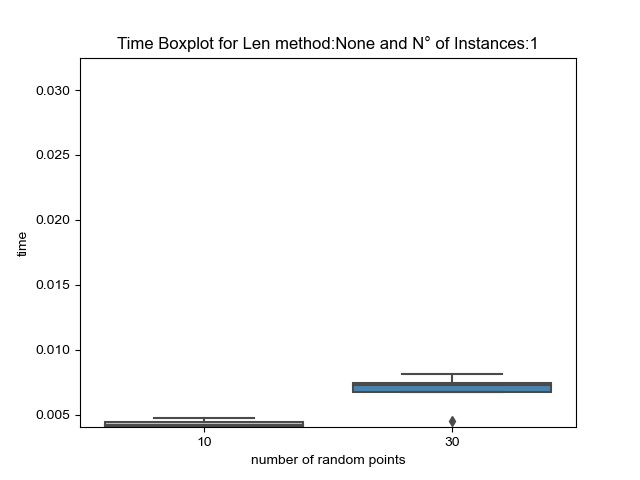 Time Boxplot for Len method:None and N° of Instances:1
0.030
0.025
0.020
0.015
0.010
0.005
time
10
30
number of random points